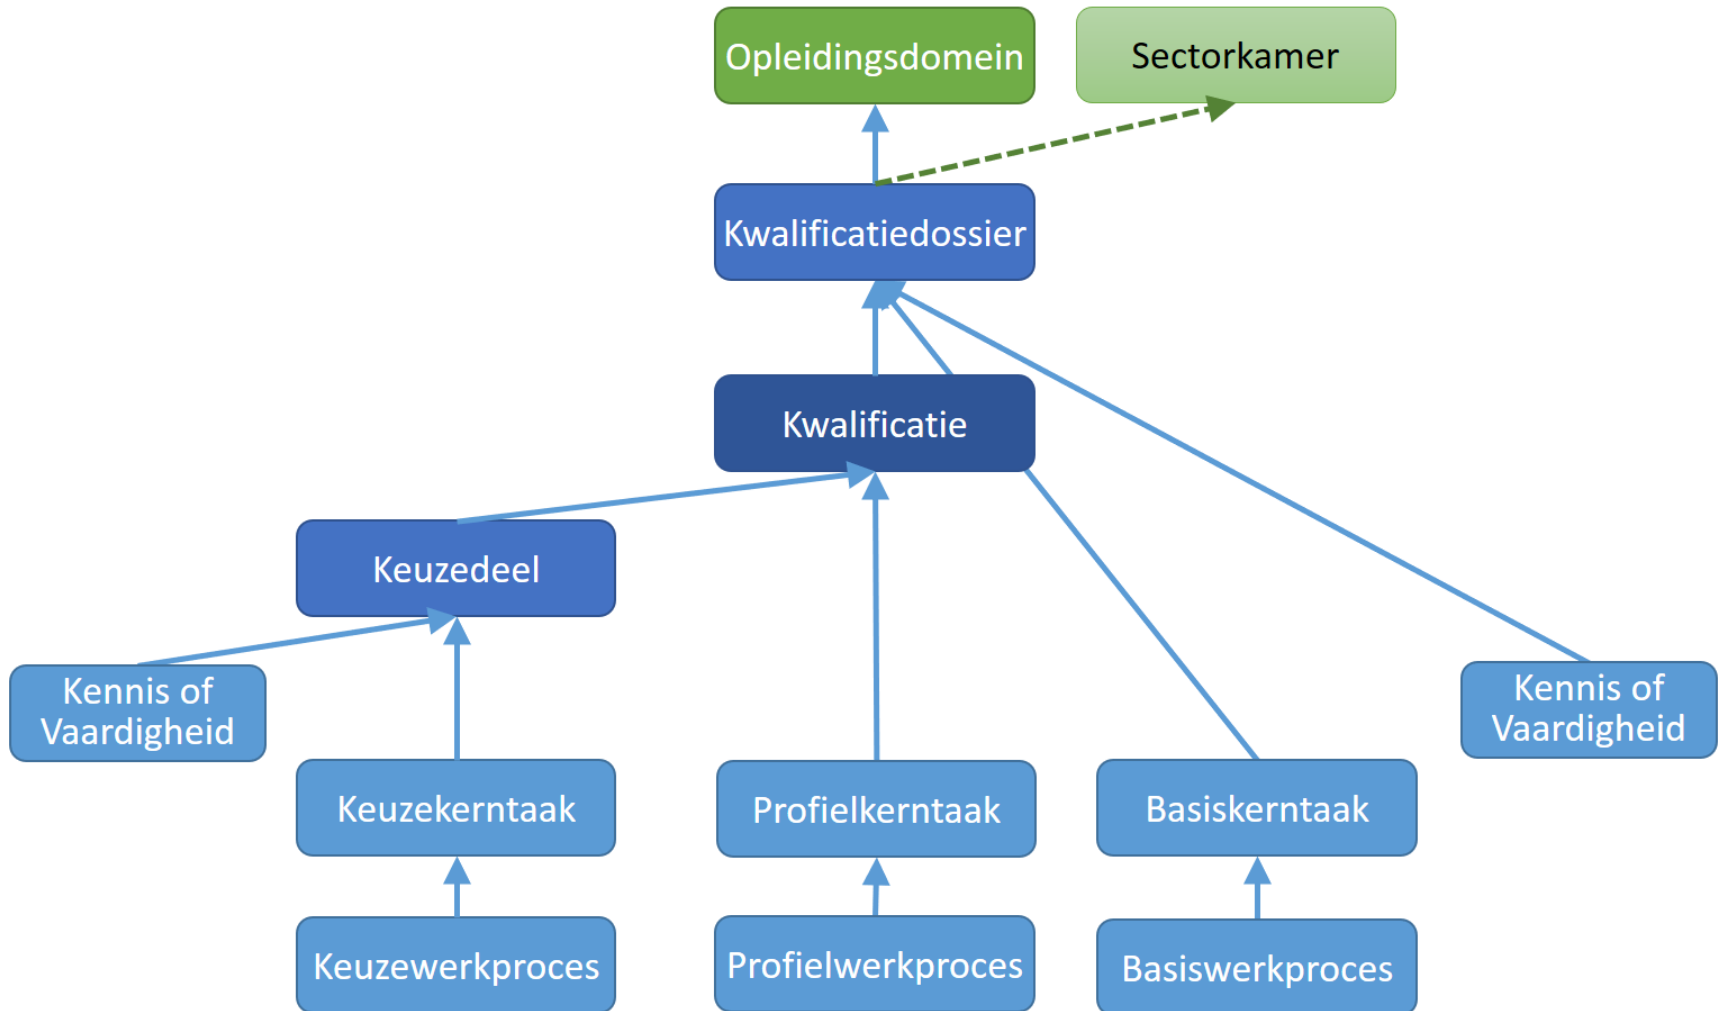 Opleidingsdomein
Sectorkamer
Kwalificatiedossier
Kwalificatie
Keuzedeel
Kennis of
Vaardigheid
Kennis of
Vaardigheid
Keuzekerntaak
Profielkerntaak
Basiskerntaak
Keuzewerkproces
Profielwerkproces
Basiswerkproces